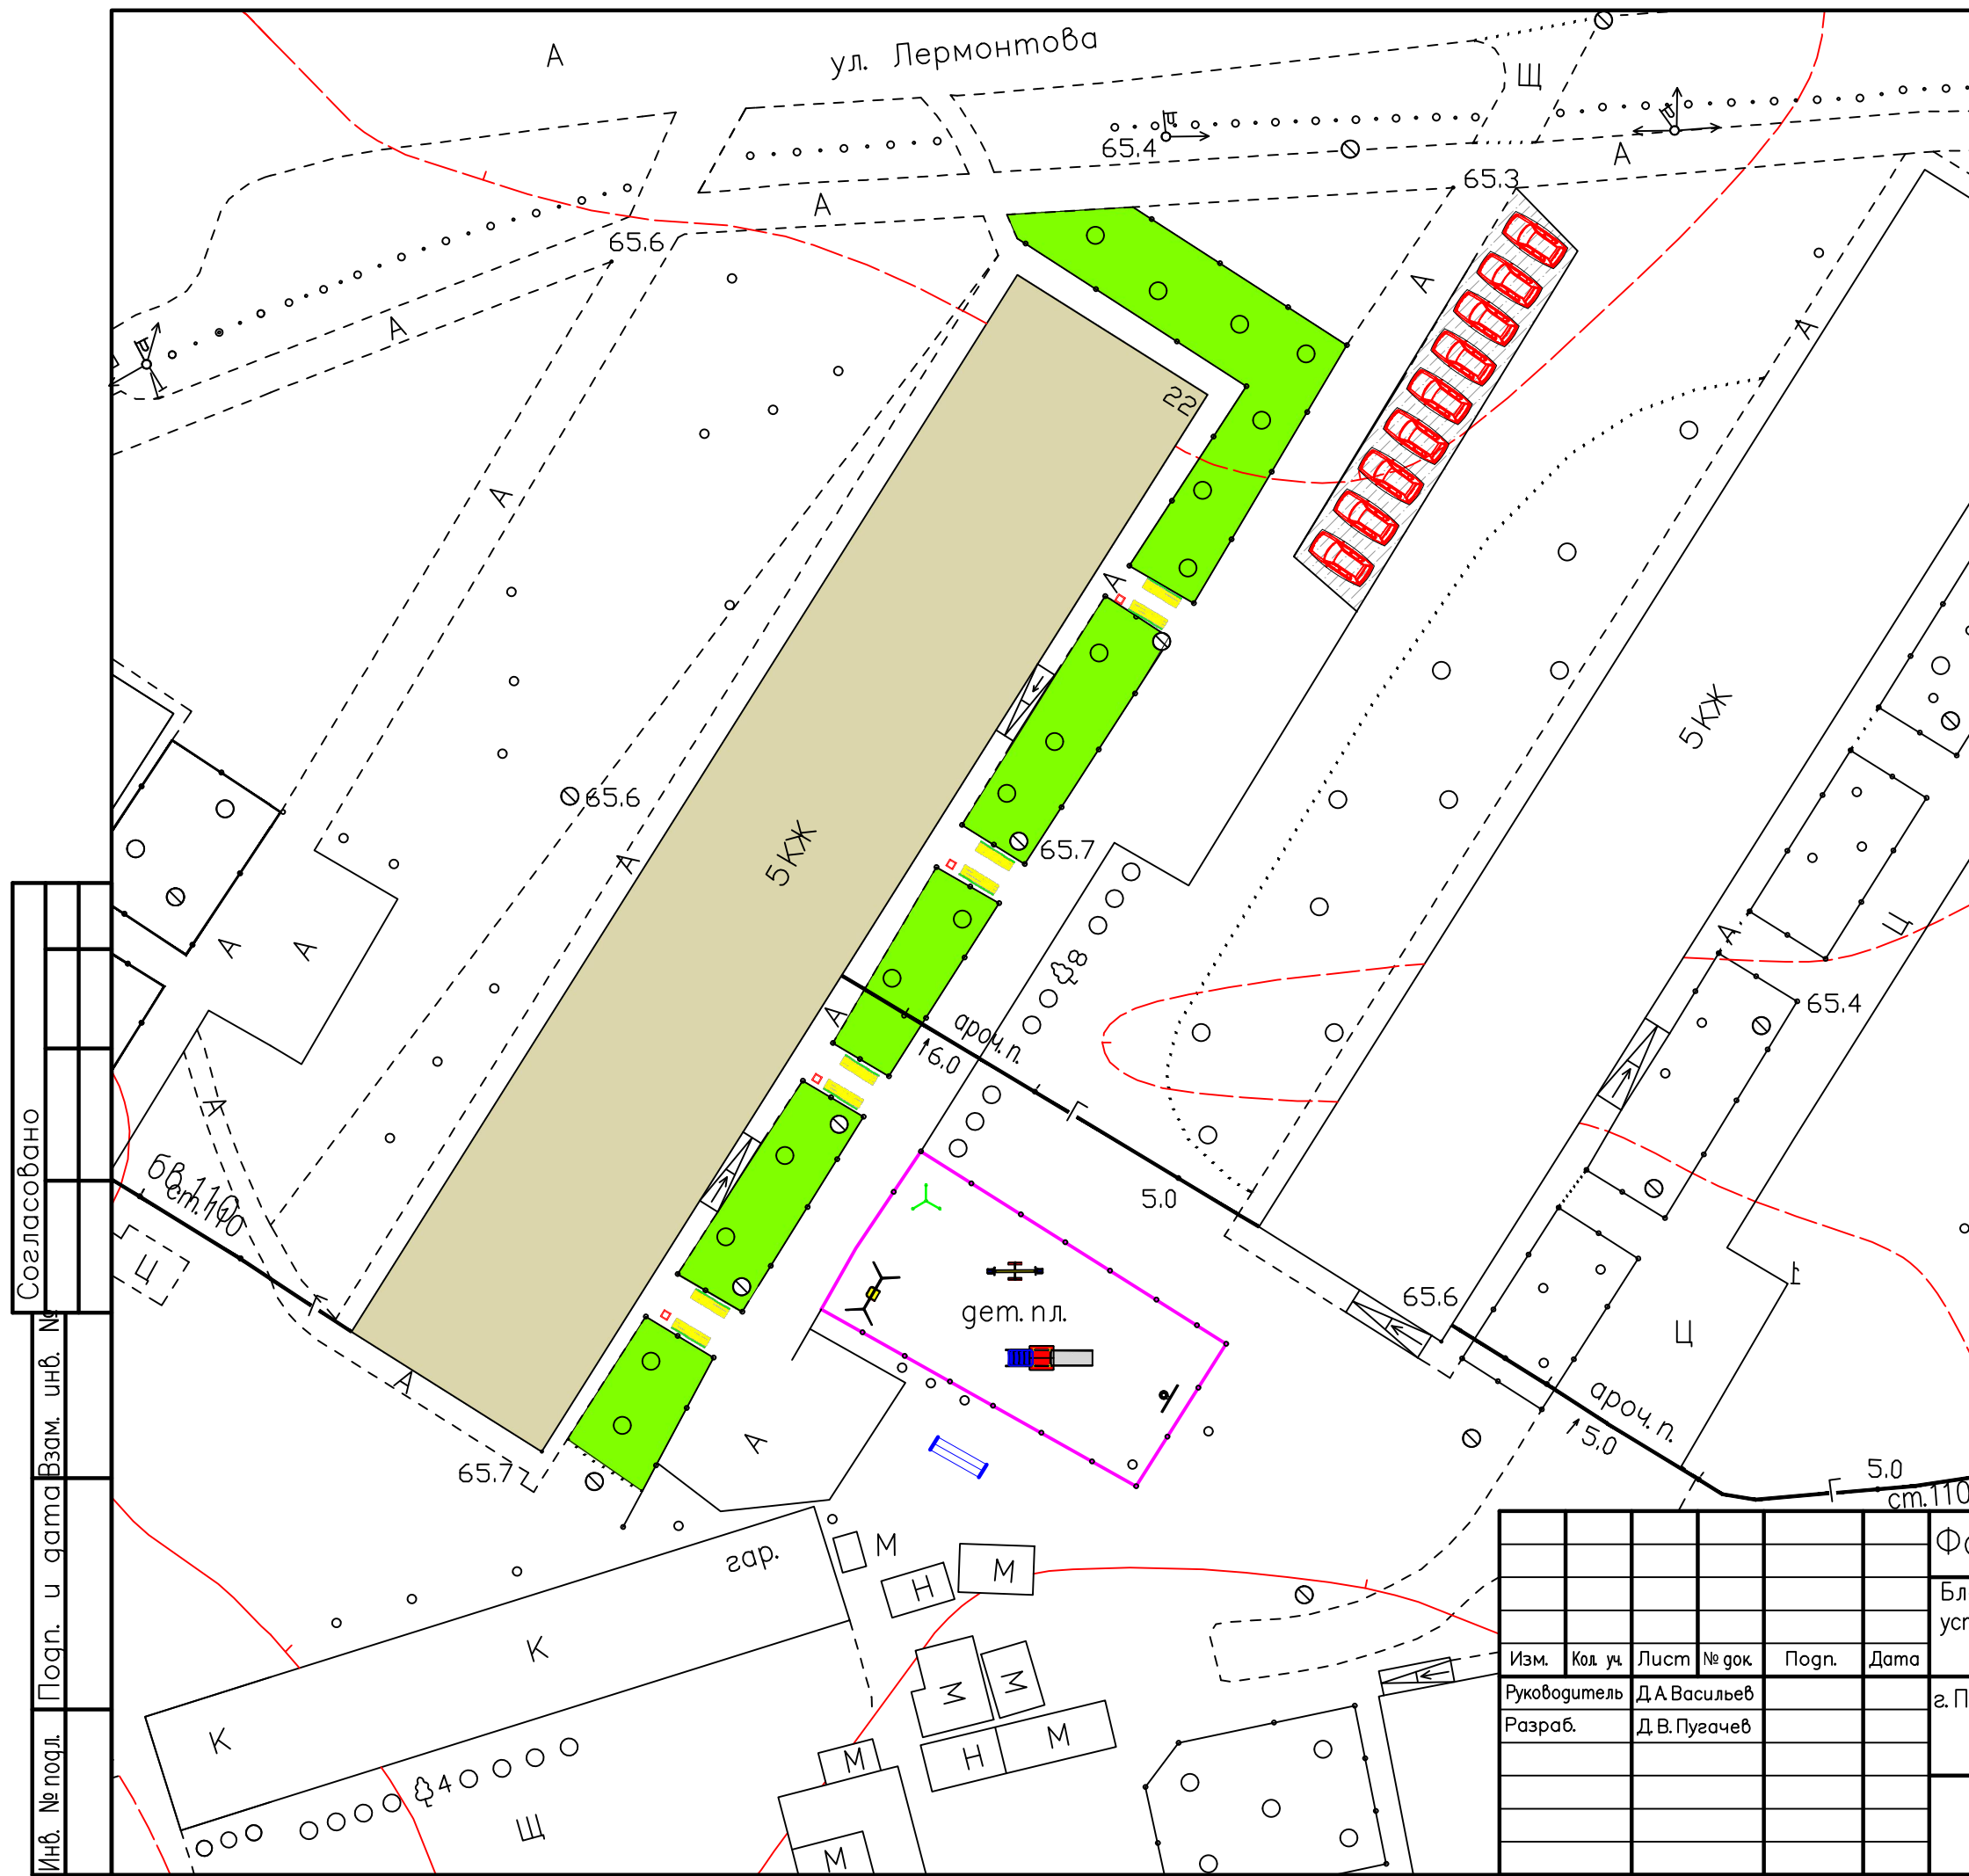 А
ул. Лермонтова
Щ
65.4
А
65.3
А
65.6
А
А
А
22
А
А
5КЖ
65.6
65.7
А
5КЖ
А
А
Ц
А
8
65.4
ароч. п.
А
6.0
А
бв. 110
ст. 110
5.0
Ц
65.6
1
дет. пл.
Ц
А
ароч. п.
5.0
А
65.7
5.0
ст. 110
гар.
М
Н
М
К
М
М
Н
М
К
М
4
Щ
М
Согласовано
Взам. инв. №
Подп. и дата
Инв. № подл.
Изм.
Кол. уч.
Лист
№ док.
Подп.
Дата
Руководитель
Д.А.Васильев
Разраб.
Д.В.Пугачев
г. П